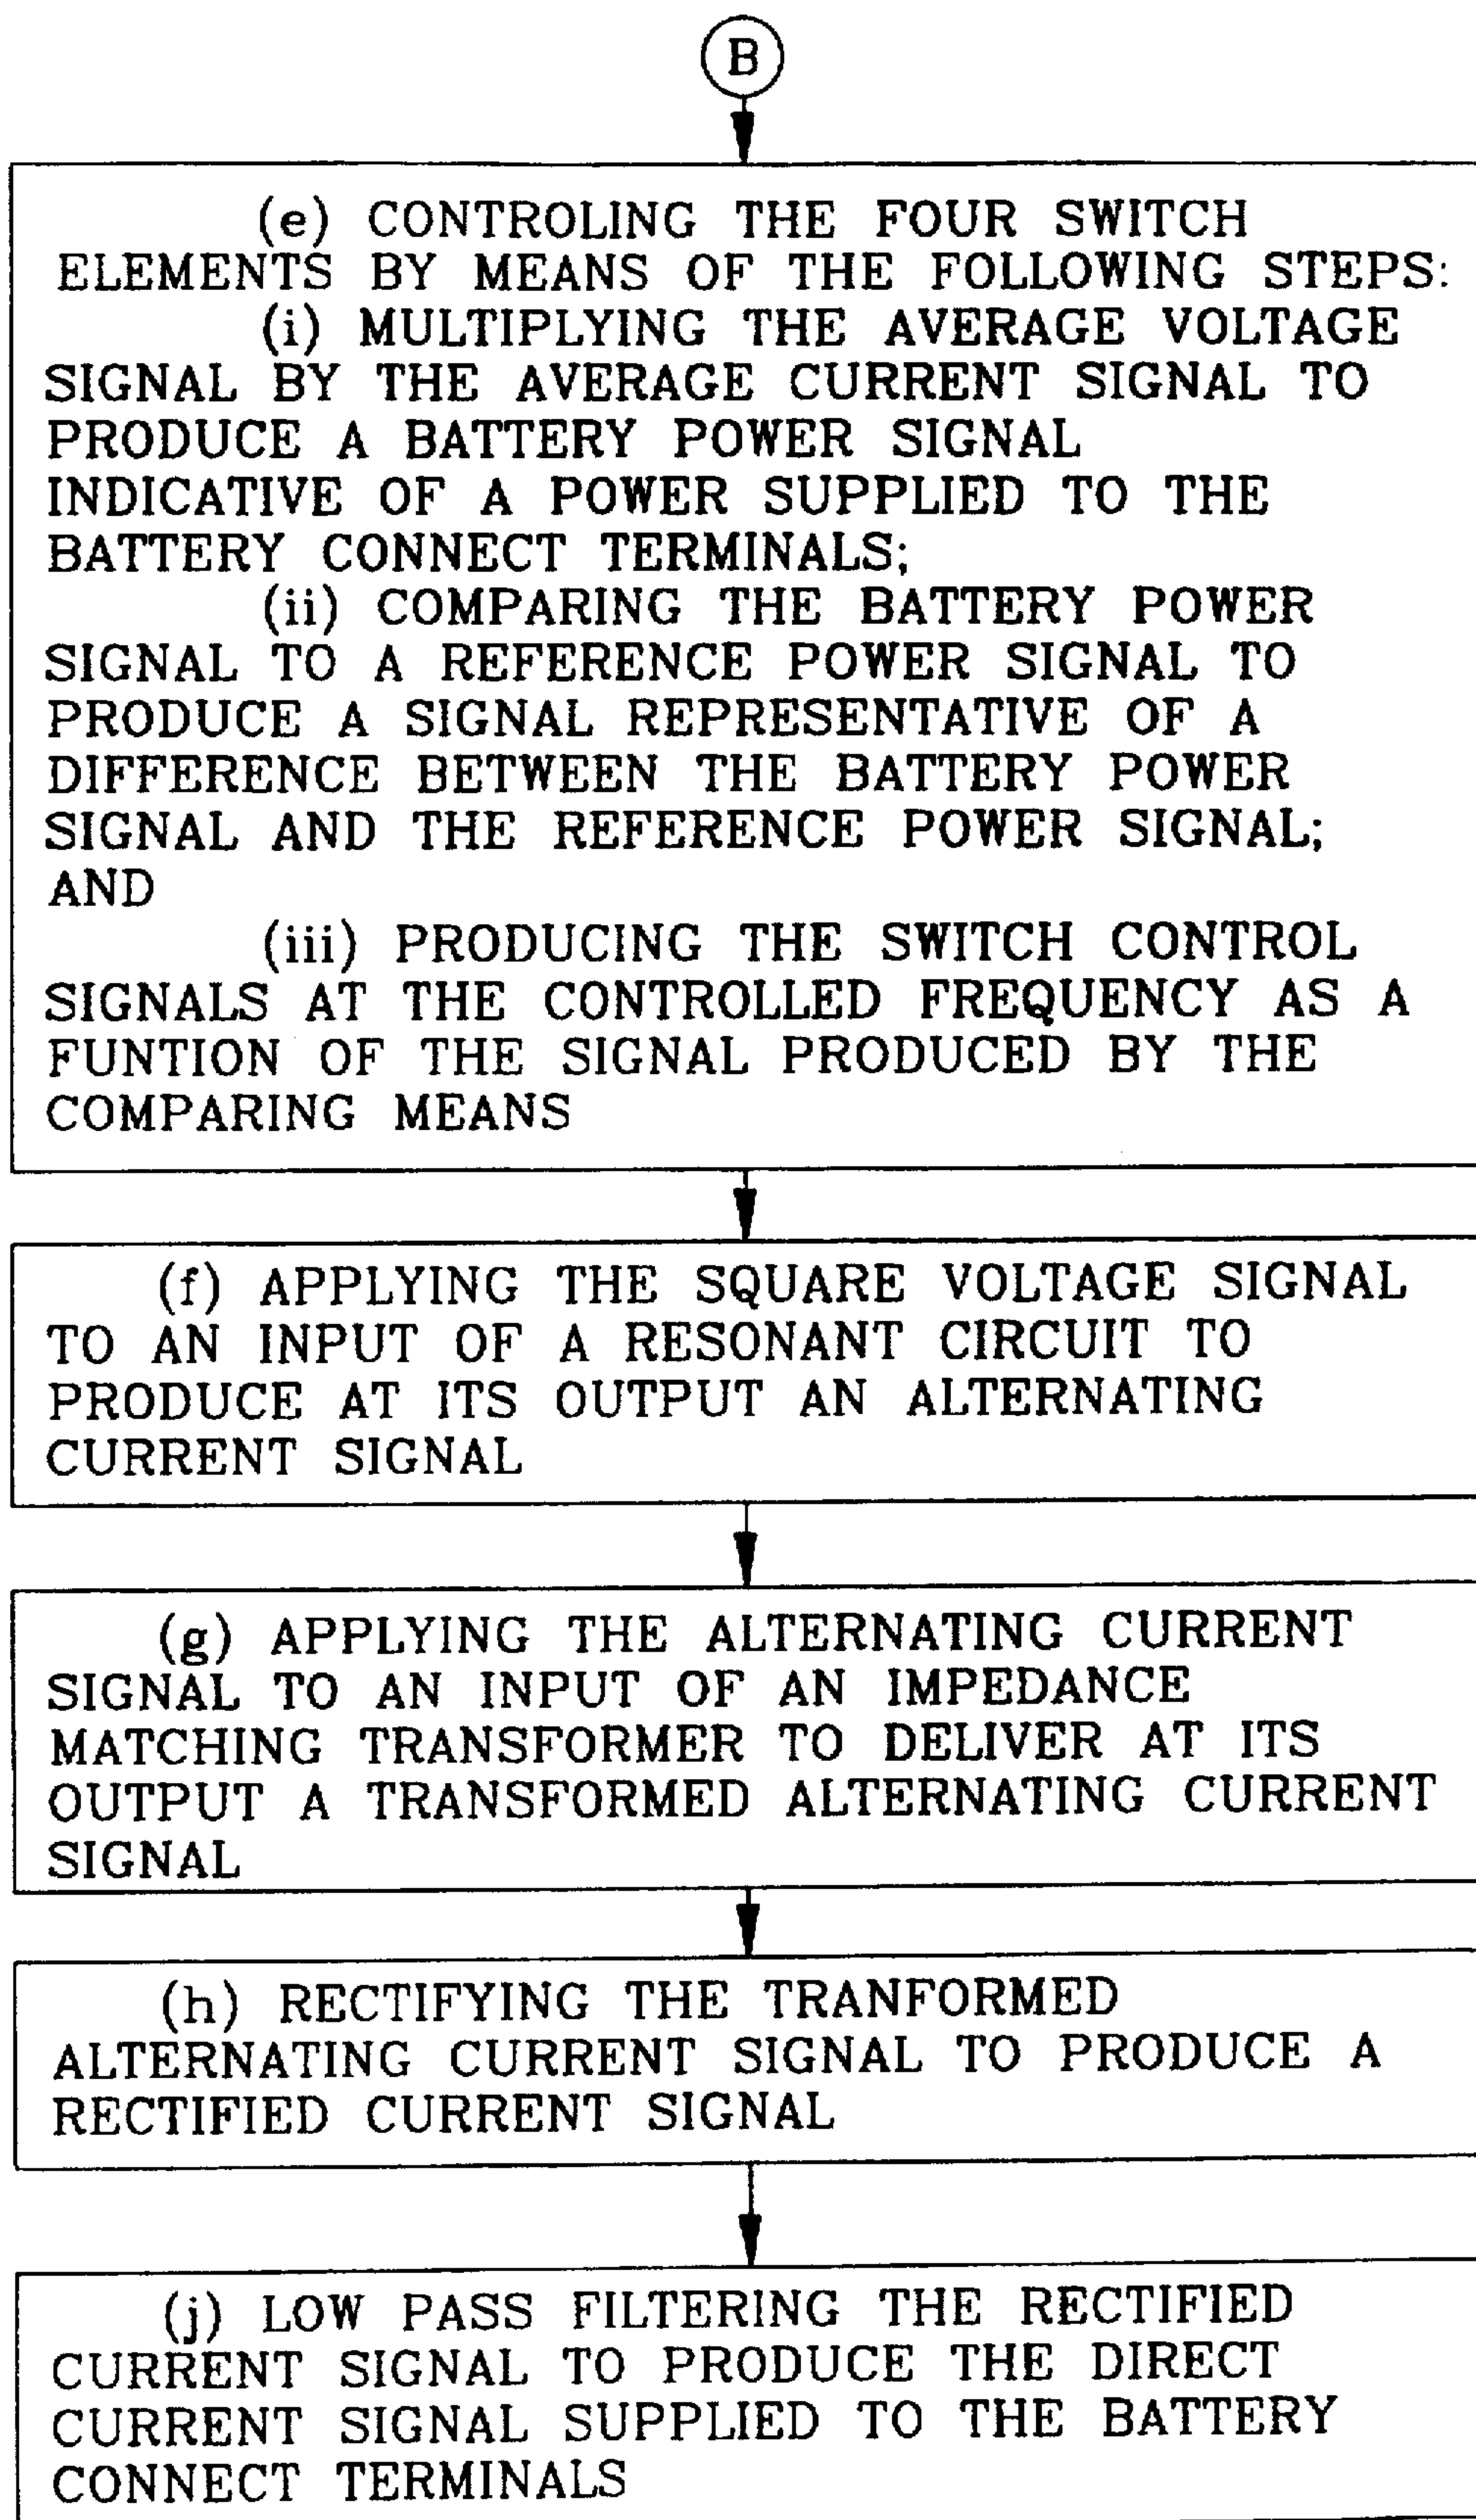 B
(e) CONTROLING THE FOUR SWITCH
ELEMENTS BY MEANS OF THE FOLLOWING STEPS:
(i) MULTIPLYING THE AVERAGE VOLTAGE
SIGNAL BY THE AVERAGE CURRENT SIGNAL TO
PRODUCE A BATTERY POWER SIGNAL
INDICATIVE OF A POWER SUPPLIED TO THE
BATTERY CONNECT TERMINALS;
(ii) COMPARING THE BATTERY POWER
SIGNAL TO A REFERENCE POWER SIGNAL TO
PRODUCE A SIGNAL REPRESENTATIVE OF A
DIFFERENCE BETWEEN THE BATTERY POWER
SIGNAL AND THE REFERENCE POWER SIGNAL;
AND
(iii) PRODUCING THE SWITCH CONTROL
SIGNALS AT THE CONTROLLED FREQUENCY AS A
FUNTION OF THE SIGNAL PRODUCED BY THE
COMPARING MEANS
(f) APPLYING THE SQUARE VOLTAGE SIGNAL
TO AN INPUT OF A RESONANT CIRCUIT TO
PRODUCE AT ITS OUTPUT AN ALTERNATING
CURRENT SIGNAL
(g) APPLYING THE ALTERNATING CURRENT
SIGNAL TO AN INPUT OF AN IMPEDANCE
MATCHING TRANSFORMER TO DELIVER AT ITS
OUTPUT A TRANSFORMED ALTERNATING CURRENT
SIGNAL
(h) RECTIFYING THE TRANFORMED
ALTERNATING CURRENT SIGNAL TO PRODUCE A
RECTIFIED CURRENT SIGNAL
(j) LOW PASS FILTERING THE RECTIFIED
CURRENT SIGNAL TO PRODUCE THE DIRECT
CURRENT SIGNAL SUPPLIED TO THE BATTERY
CONNECT TERMINALS